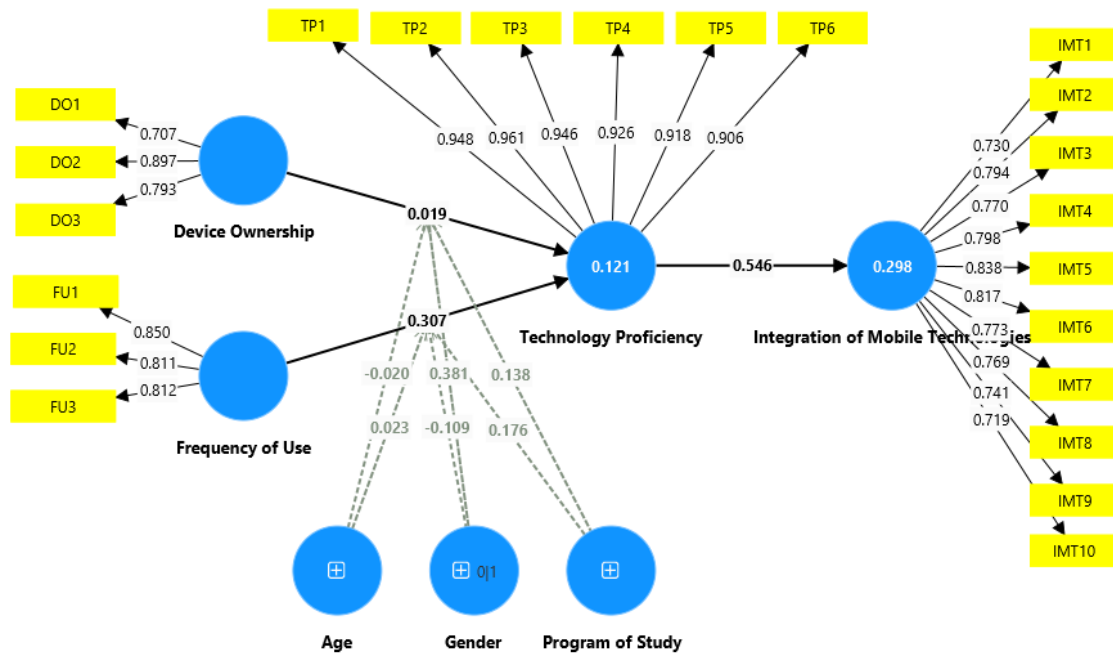 TP1
TP2
TP3
TP4
TP5
TP6
IMT1
IMT2
IMT3
IMT4
IMT5
IMT6
IMT7
IMT8
IMT9
IMT10
DO1
DO2
DO3
0.707
0.897
0.793
Device Ownership
FU1
FU2
FU3
0.850
0.811
0.812
Frequency of Use
0.948
0.961
0.946
0.926
0.918
0.906
0.019
0.307
0.121
Technology Proficiency
0.546
0.298
Integration of Mobile Technologies
0.730
0.794
0.770
0.798
0.838
0.817
0.773
0.769
0.741
0.719
-0.020
0.381
0.138
0.023
-0.109
0.176
0|1
Age
Gender
Program of Study